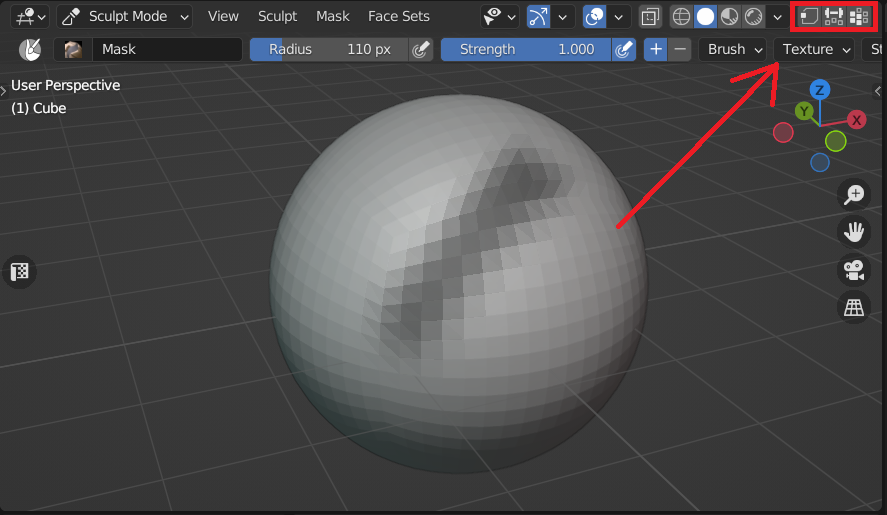 Sculpt Mode View Sculpt Mask Face Sets
Mask Radius 110 px Strength 1.000 + − Brush Texture St
User Perspective
(1) Cube
Z
Y
X